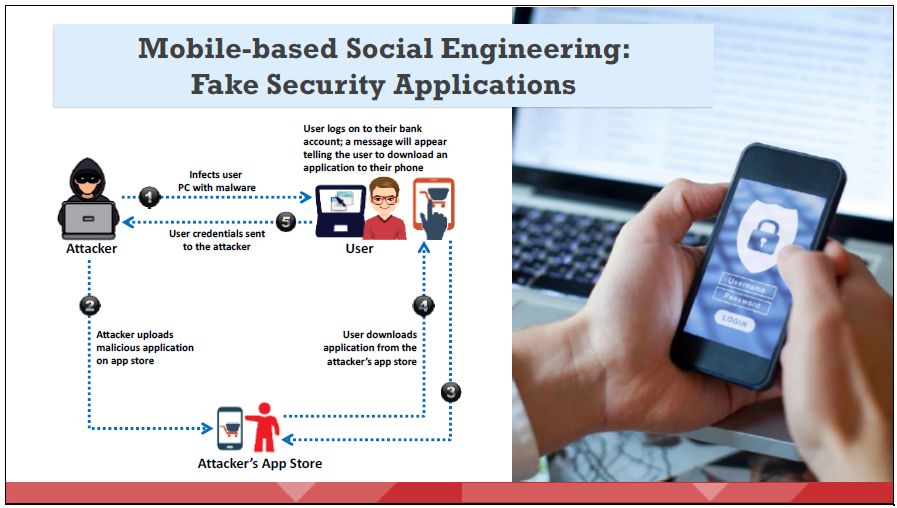 Mobile-based Social Engineering:
Fake Security Applications
User logs on to their bank
account; a message will appear
telling the user to download an
application to their phone
Infects user
PC with malware
1
5
User credentials sent
to the attacker
Attacker
User
2
Attacker uploads
malicious application
on app store
4
User downloads
application from the
attacker's app store
3
Attacker's App Store
Username
Password
LOGIN